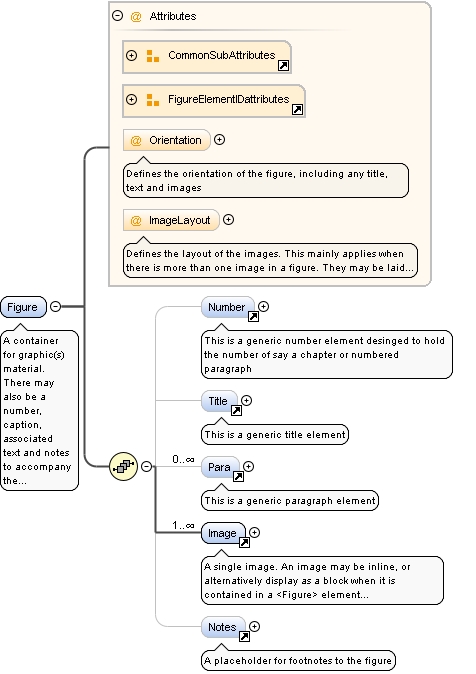 Attributes
CommonSubAttributes
FigureElementIDattributes
@ Orientation
Defines the orientation of the figure, including any title,
text and images
@ ImageLayout
Defines the layout of the images. This mainly applies when
there is more than one image in a figure. They may be laid...
Figure
A container
for graphic(s)
material.
There may
also be a
number,
caption,
associated
text and notes
to accompany
the...
Number
This is a generic number element desinged to hold
the number of say a chapter or numbered
paragraph
Title
This is a generic title element
0..∞
Para
This is a generic paragraph element
1..∞
Image
A single image. An image may be inline, or
alternatively display as a block when it is
contained in a <Figure> element...
Notes
A placeholder for footnotes to the figure